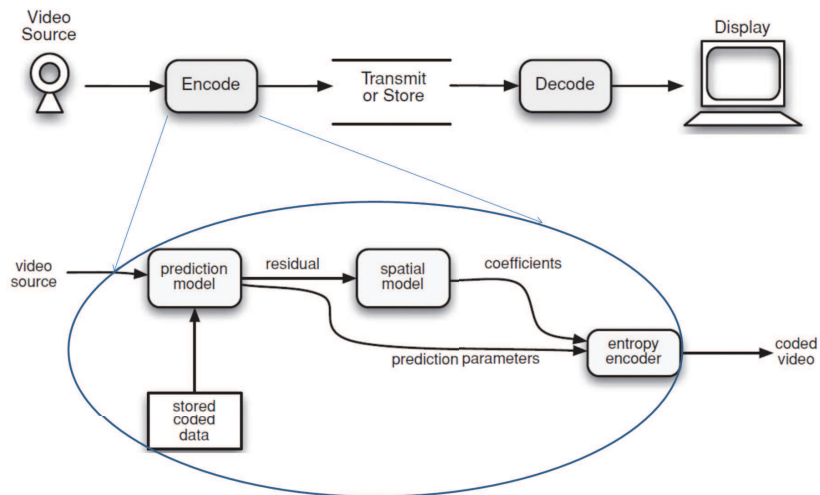 Video
Source
Encode
Transmit
or Store
Decode
Display
video
source
prediction
model
residual
spatial
model
coefficients
prediction parameters
entropy
encoder
coded
video
stored
coded
data